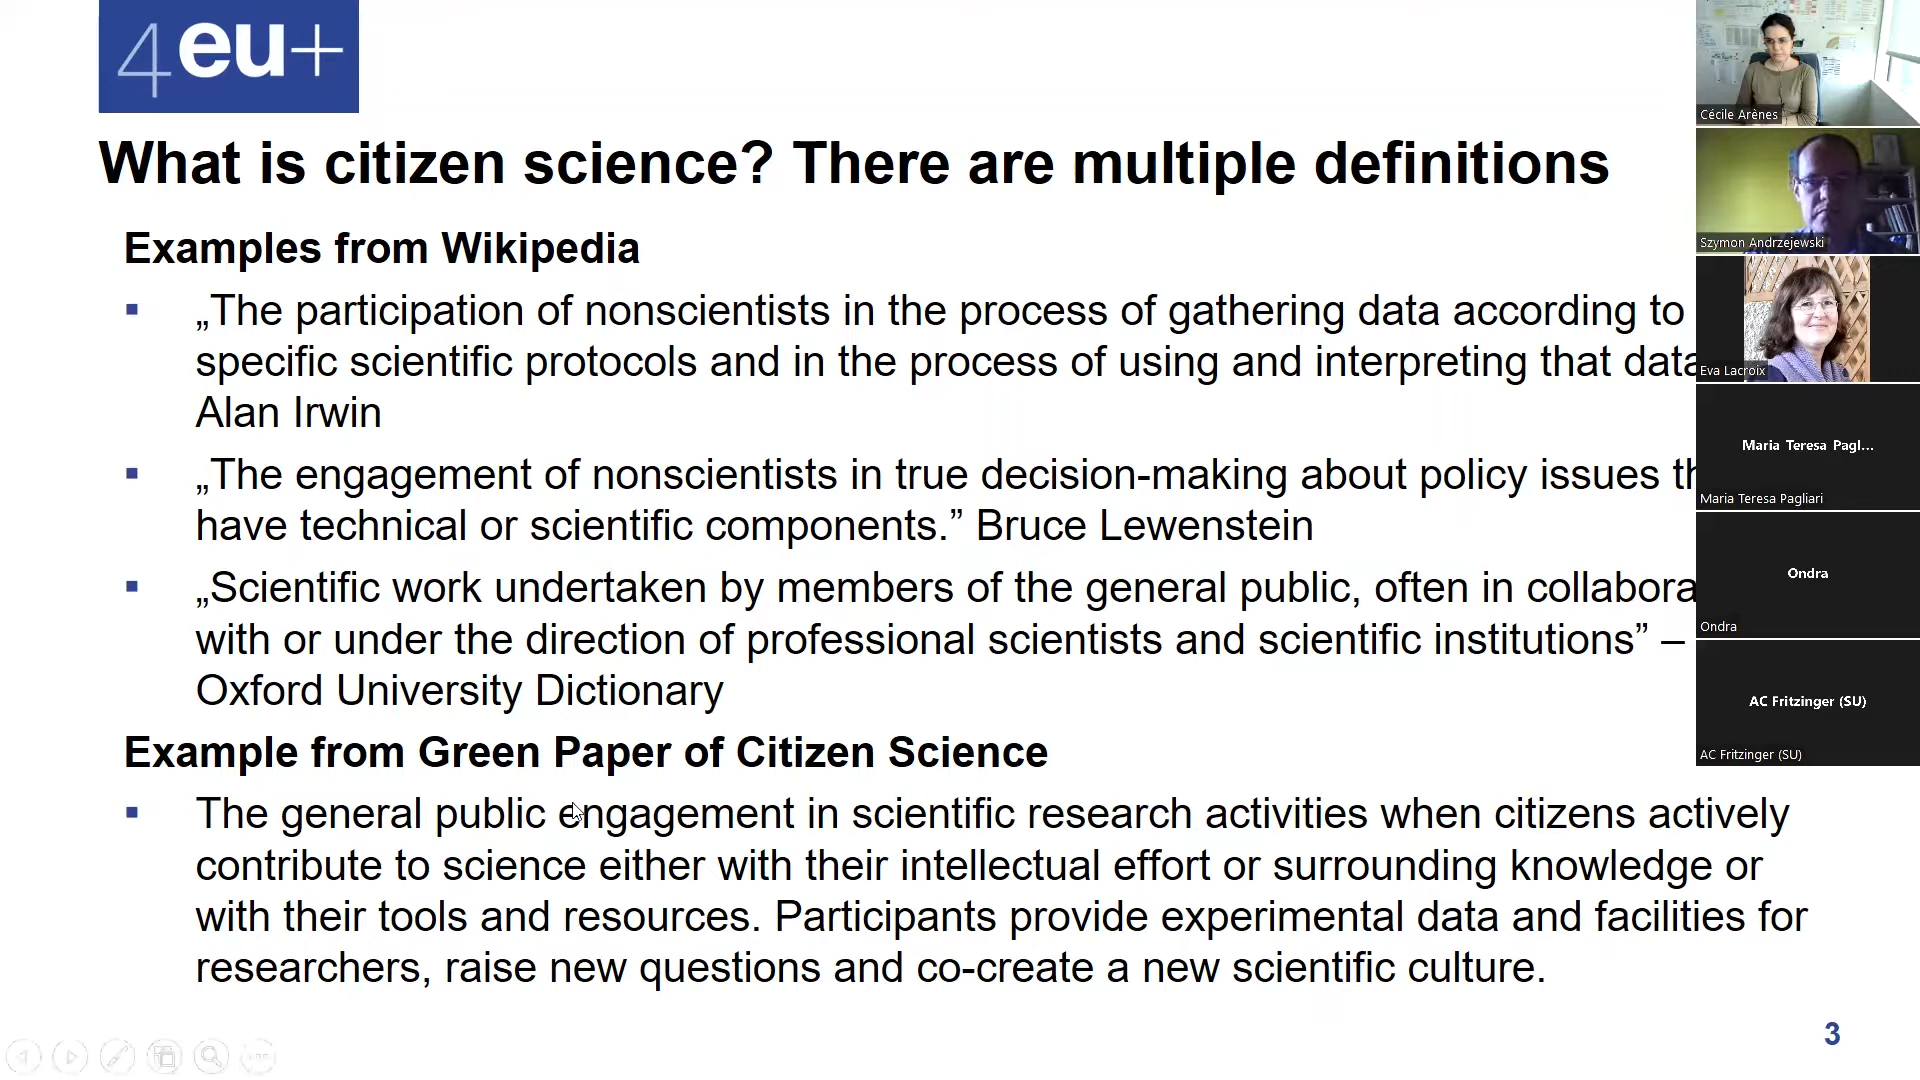 4eu+
What is citizen science? There are multiple definitions
Examples from Wikipedia
▪ „The participation of nonscientists in the process of gathering data according to
specific scientific protocols and in the process of using and interpreting that data
Alan Irwin
▪ „The engagement of nonscientists in true decision-making about policy issues th
have technical or scientific components.” Bruce Lewenstein
▪ „Scientific work undertaken by members of the general public, often in collabora
with or under the direction of professional scientists and scientific institutions” –
Oxford University Dictionary
Example from Green Paper of Citizen Science
▪ The general public engagement in scientific research activities when citizens actively
contribute to science either with their intellectual effort or surrounding knowledge or
with their tools and resources. Participants provide experimental data and facilities for
researchers, raise new questions and co-create a new scientific culture.
3
Cécile Arènes
Szymon Andrzejewski
Eva Lacroix
Maria Teresa Pagl...
Maria Teresa Pagliari
Ondra
Ondra
AC Fritzinger (SU)
AC Fritzinger (SU)